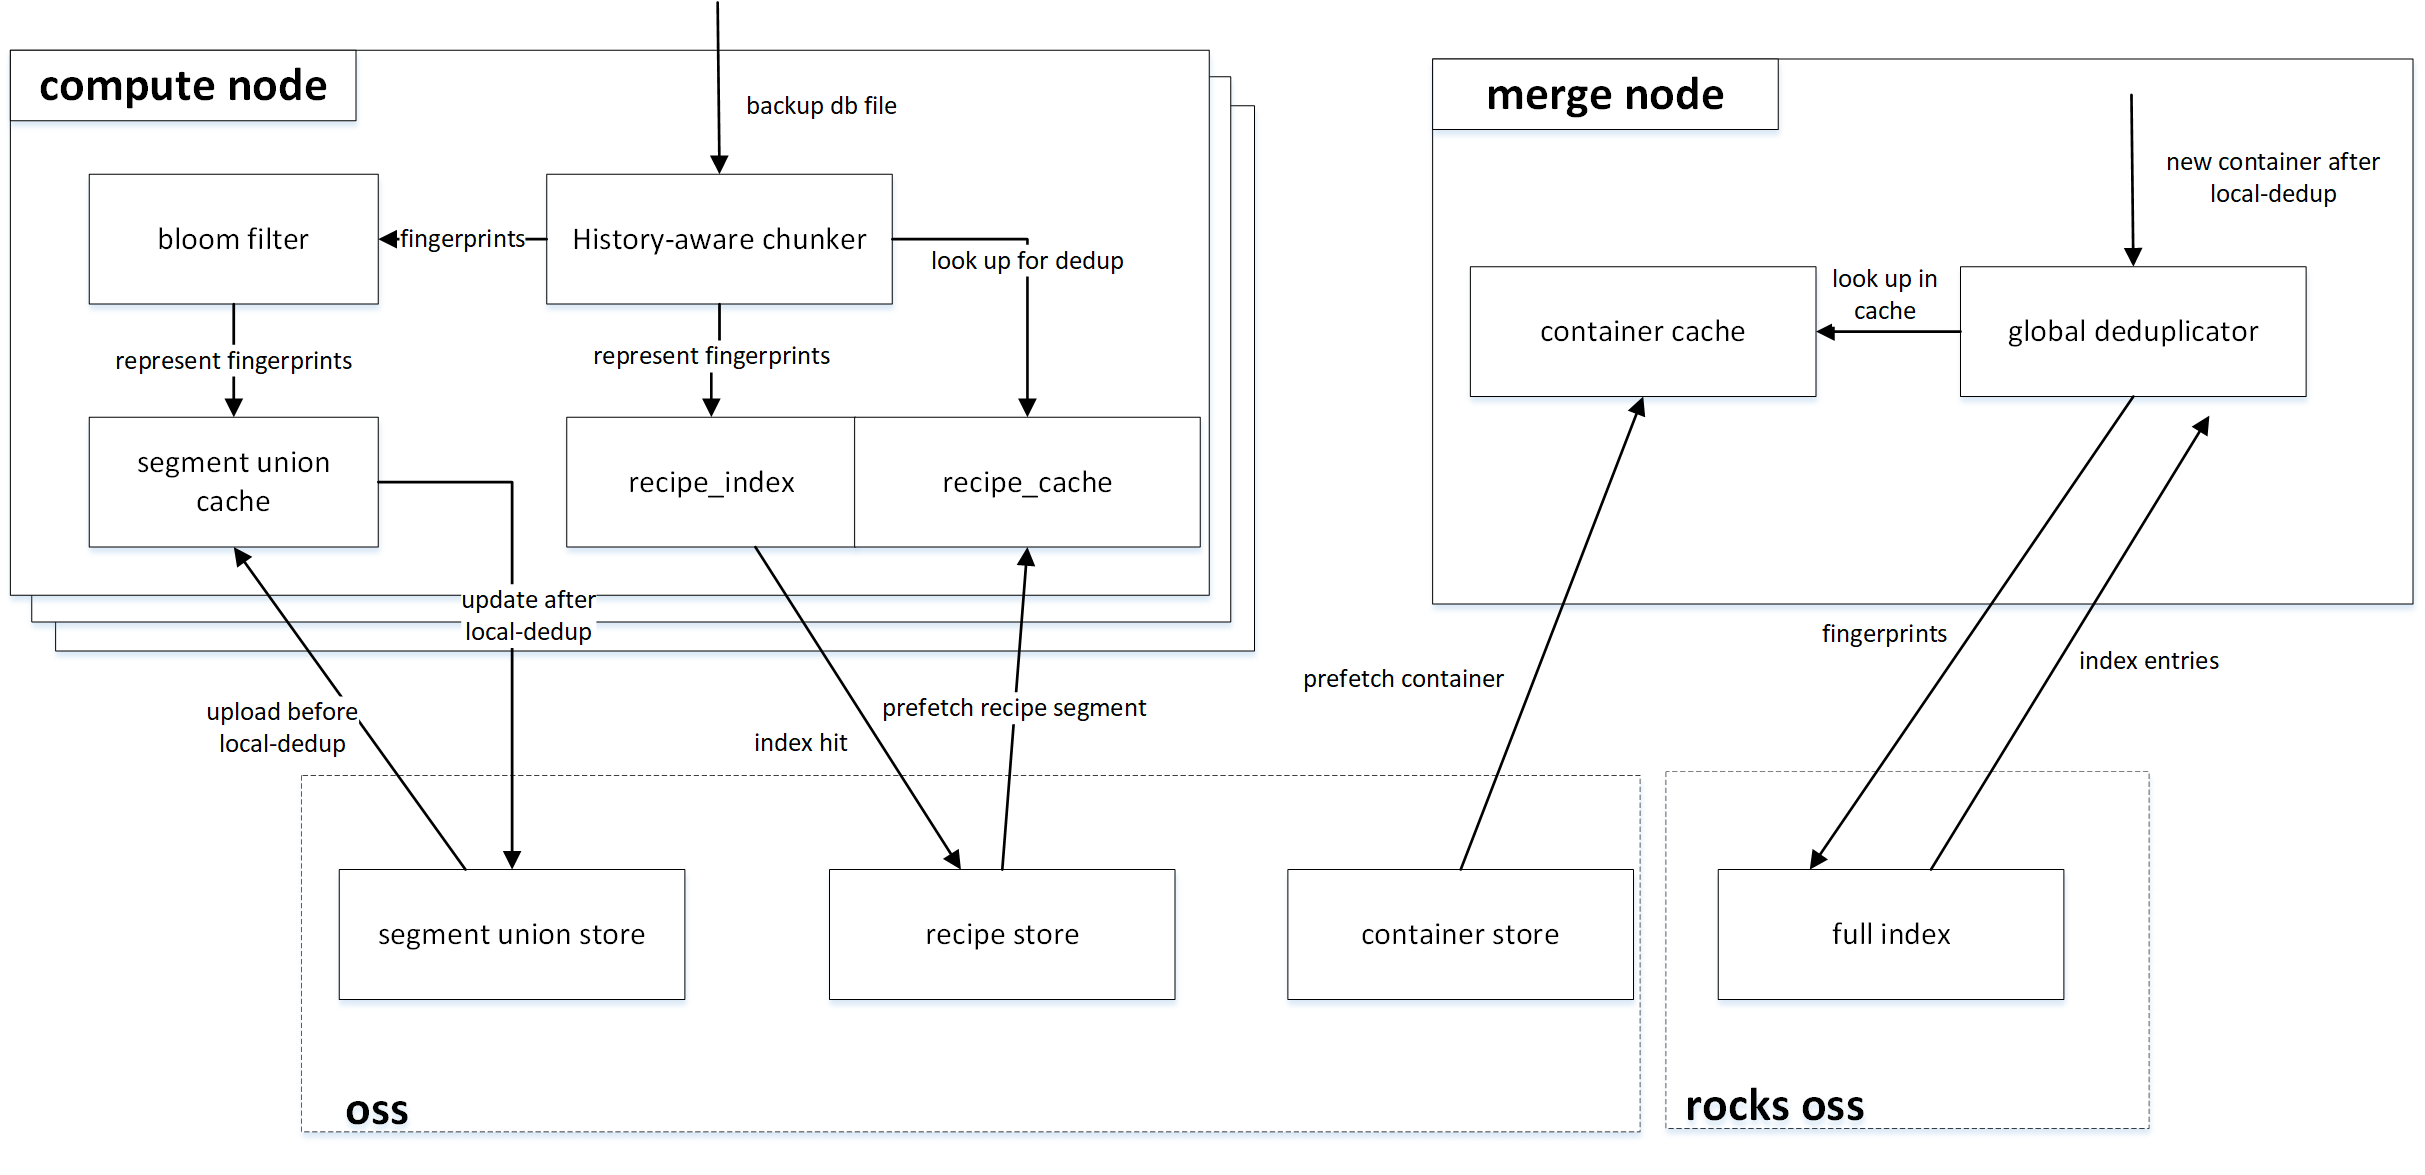 compute node
backup db file
merge node
new container after
local-dedup
bloom filter
fingerprints
History-aware chunker
look up for dedup
container cache
look up in
cache
global deduplicator
represent fingerprints
represent fingerprints
segment union
cache
recipe_index
recipe_cache
update after
local-dedup
upload before
local-dedup
index hit
prefetch recipe segment
prefetch container
fingerprints
index entries
segment union store
recipe store
container store
full index
oss
rocks oss